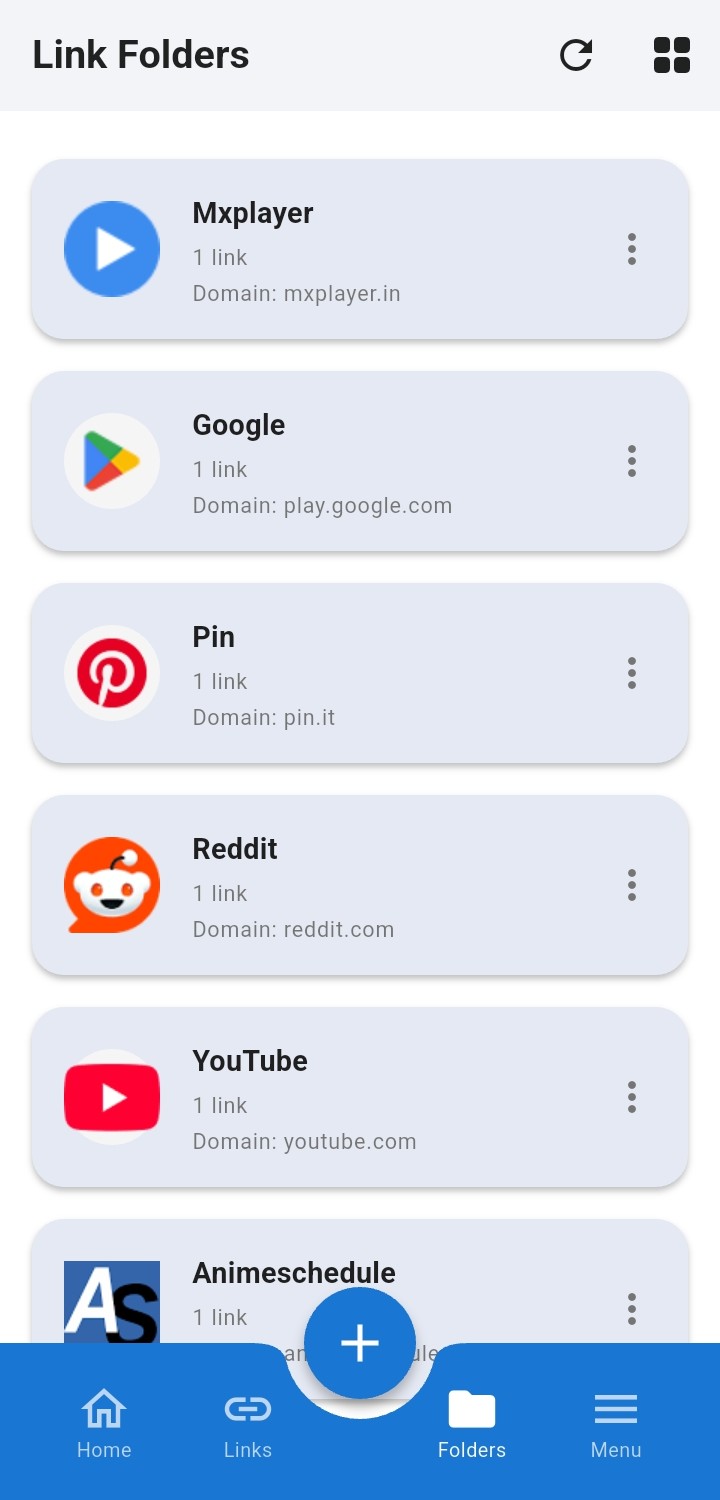 Link Folders
Mxplayer
1 link
Domain: mxplayer.in
Google
1 link
Domain: play.google.com
Pin
1 link
Domain: pin.it
Reddit
1 link
Domain: reddit.com
YouTube
1 link
Domain: youtube.com
AS
Animeschedule
1 link
Home
Links
Folders
Menu